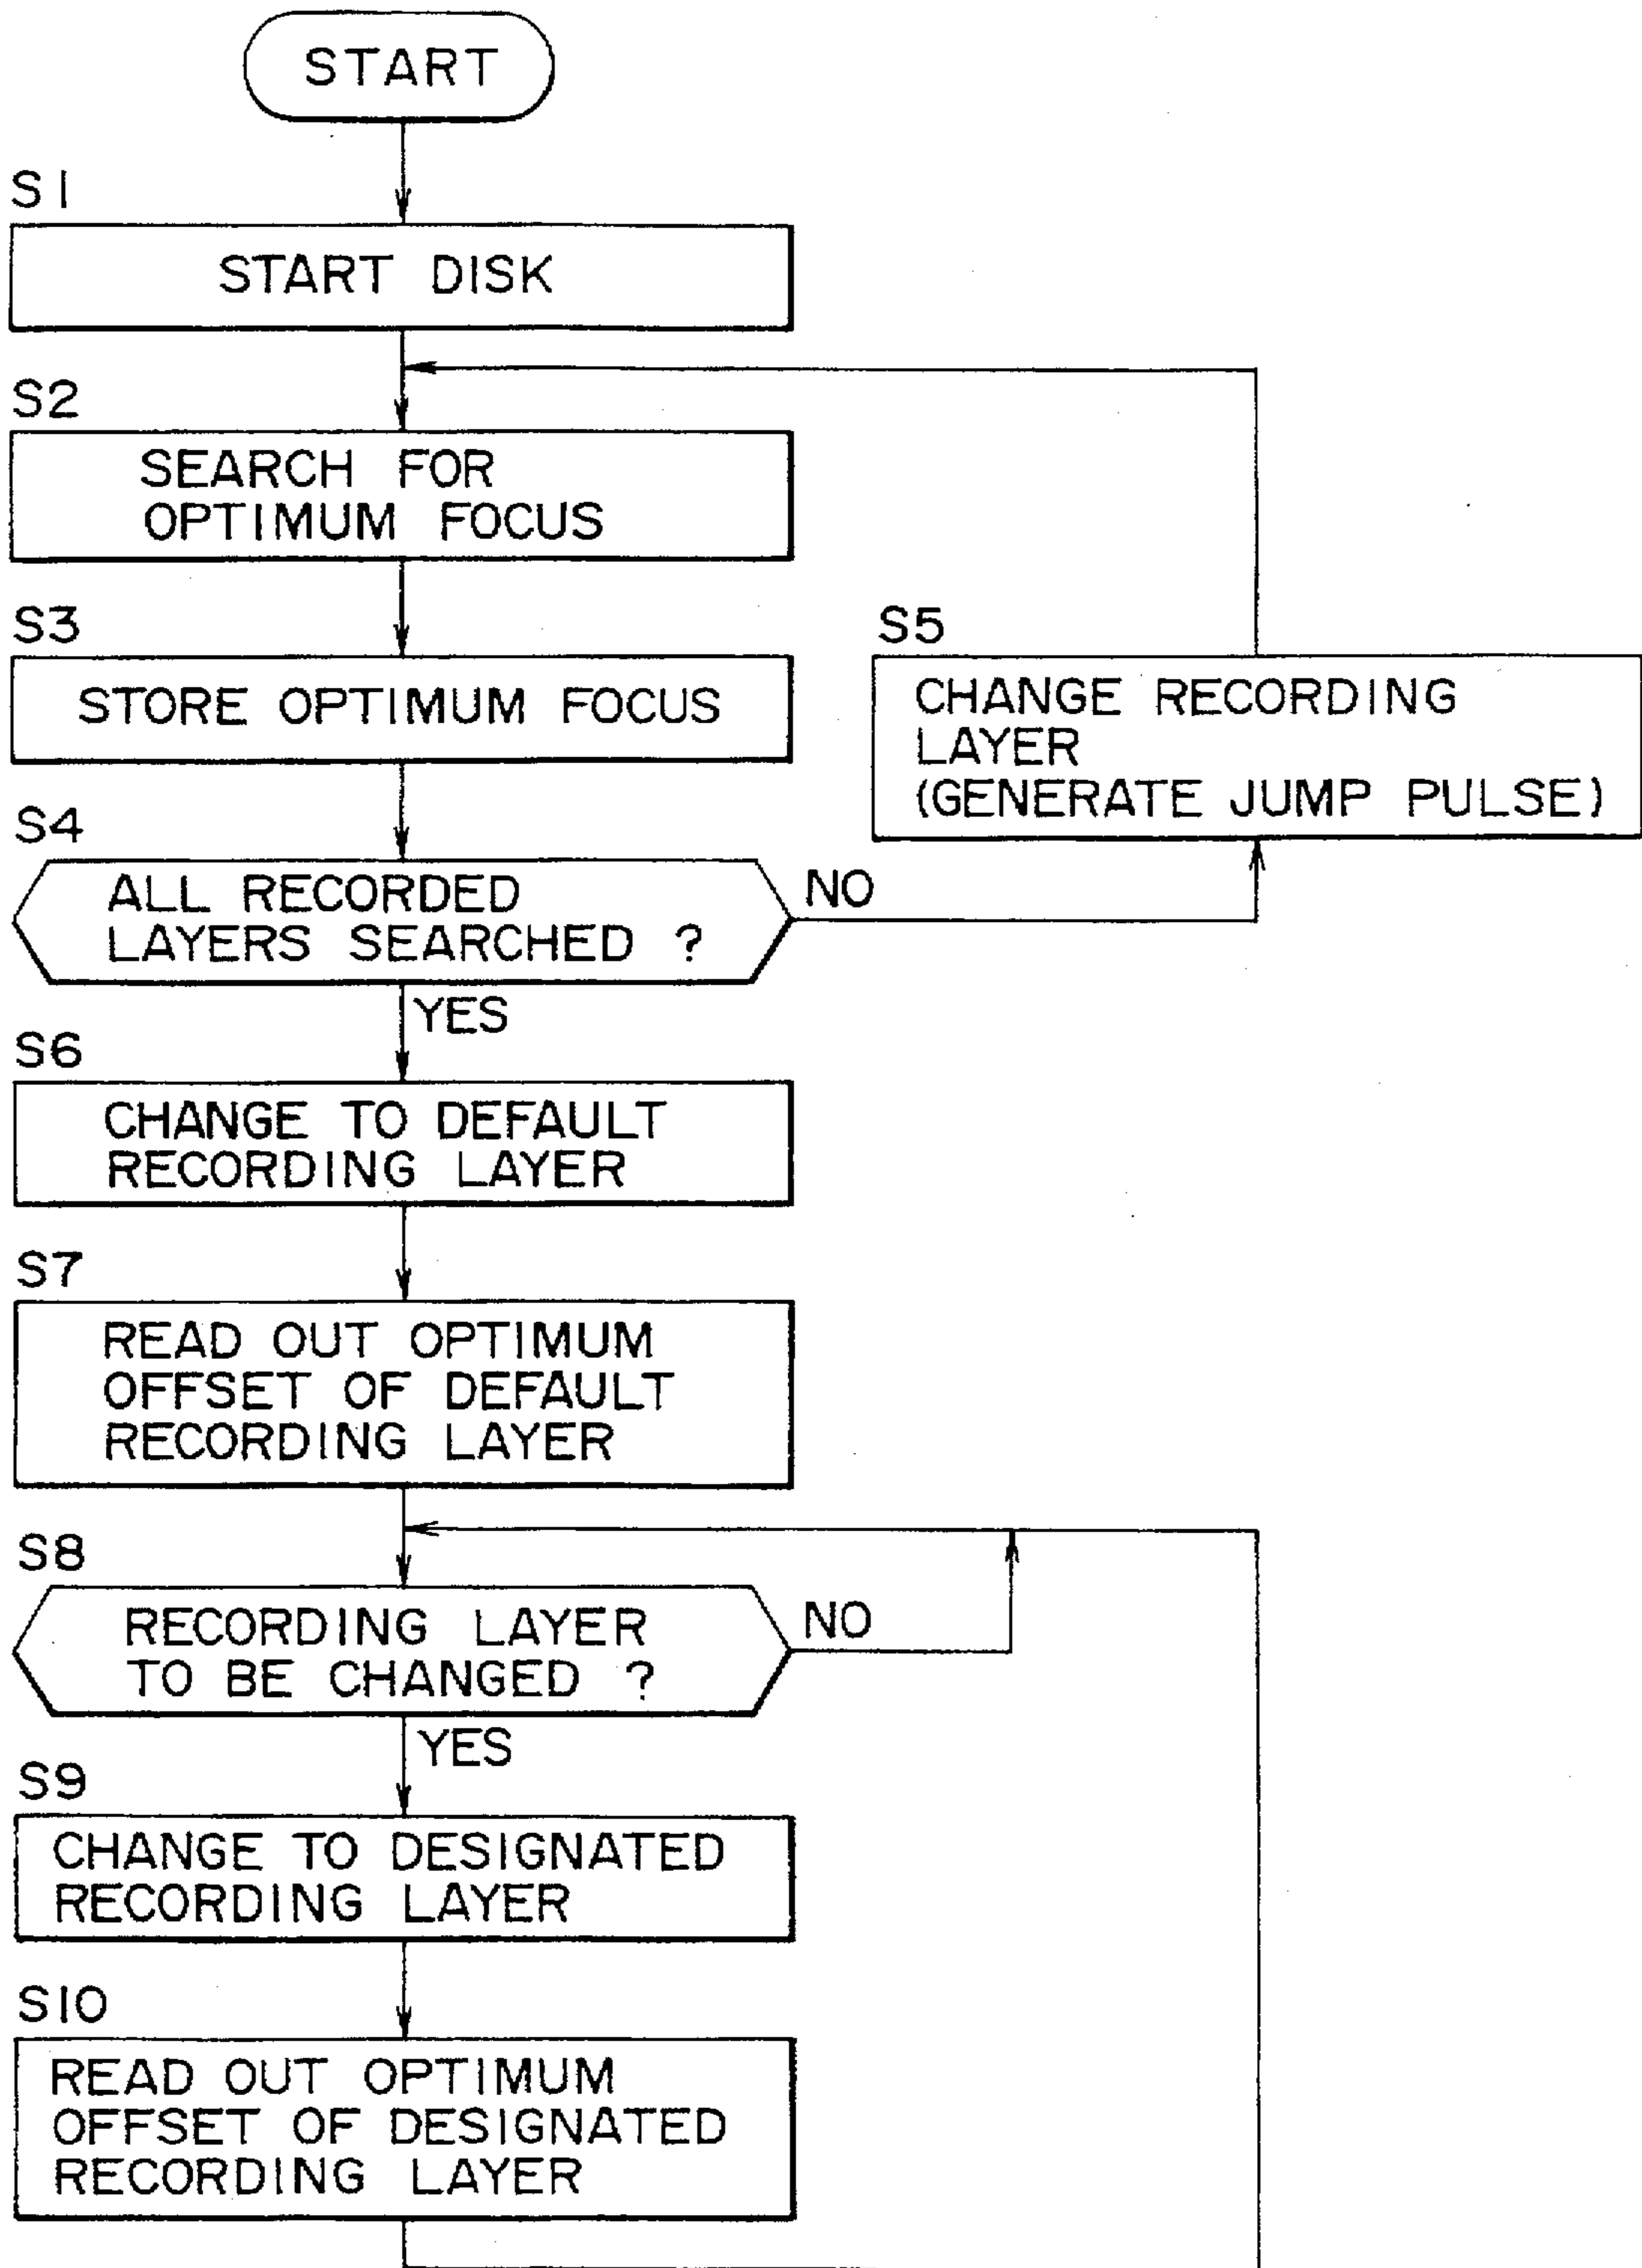 START
S1
START DISK
S2
SEARCH FOR
OPTIMUM FOCUS
S3
STORE OPTIMUM FOCUS
S5
CHANGE RECORDING
LAYER
(GENERATE JUMP PULSE)
S4
ALL RECORDED
LAYERS SEARCHED ?
NO
YES
S6
CHANGE TO DEFAULT
RECORDING LAYER
S7
READ OUT OPTIMUM
OFFSET OF DEFAULT
RECORDING LAYER
S8
RECORDING LAYER
TO BE CHANGED ?
NO
YES
S9
CHANGE TO DESIGNATED
RECORDING LAYER
S10
READ OUT OPTIMUM
OFFSET OF DESIGNATED
RECORDING LAYER